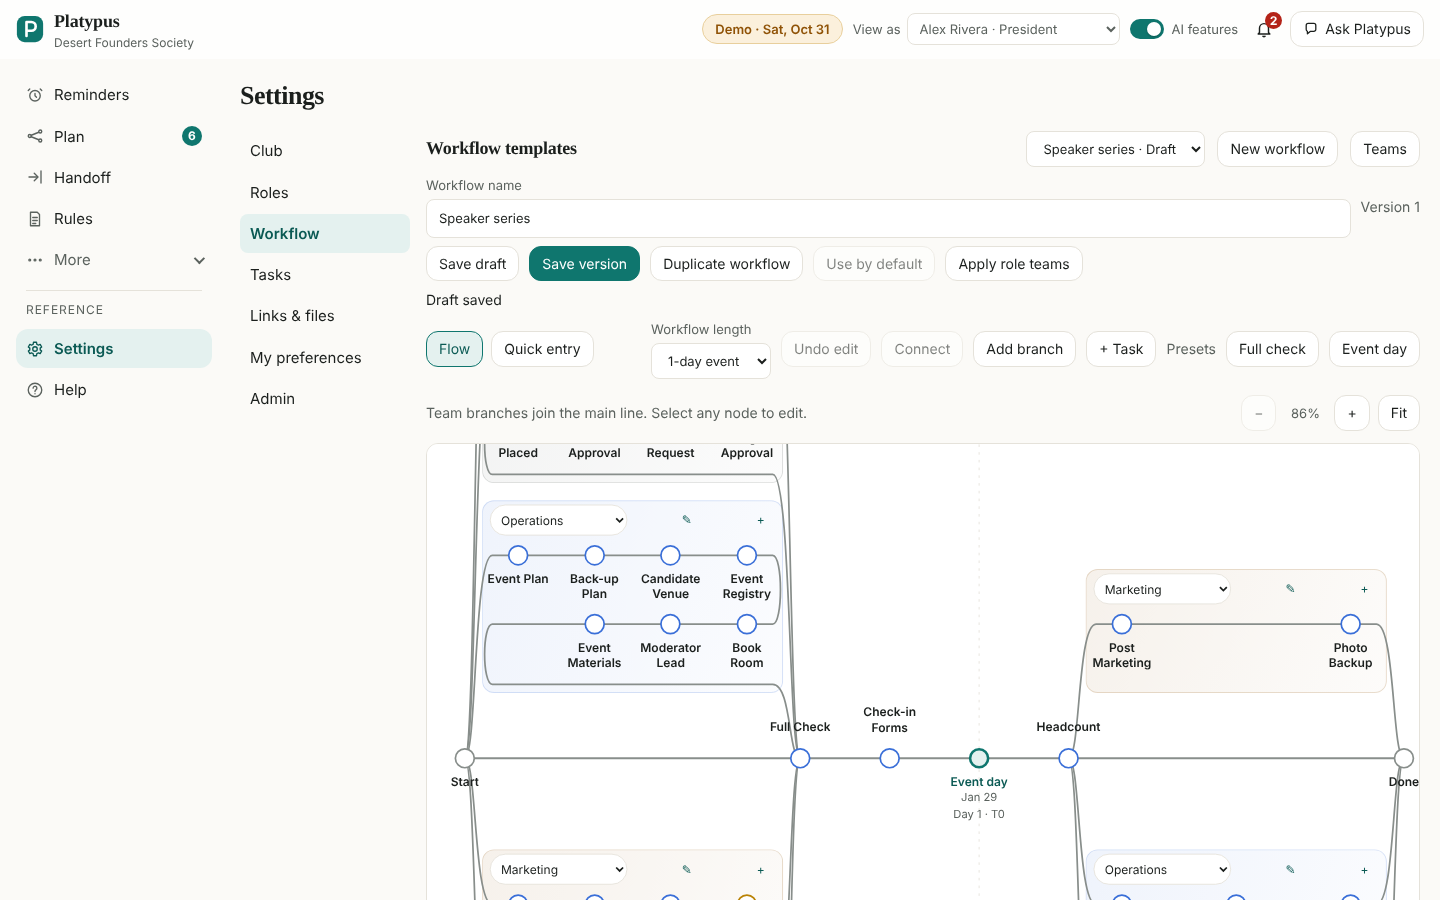 Platypus
Desert Founders Society
Demo · Sat, Oct 31
View as
Alex Rivera · President
AI features
2
Ask Platypus
Reminders
Plan
6
Handoff
Rules
More
REFERENCE
Settings
Help
Settings
Club
Roles
Workflow
Tasks
Links & files
My preferences
Admin
Workflow templates
Speaker series · Draft
New workflow
Teams
Workflow name
Speaker series
Version 1
Save draft
Save version
Duplicate workflow
Use by default
Apply role teams
Draft saved
Flow
Quick entry
Workflow length
1-day event
Undo edit
Connect
Add branch
+ Task
Presets
Full check
Event day
Team branches join the main line. Select any node to edit.
−
86%
+
Fit
Placed
Approval
Request
Approval
Operations
✎
+
Event Plan
Back-up
Plan
Candidate
Venue
Event
Registry
Event
Materials
Moderator
Lead
Book
Room
Marketing
✎
+
Post
Marketing
Photo
Backup
Start
Full Check
Check-in
Forms
Event day
Jan 29
Day 1 · T0
Headcount
Done
Marketing
✎
+
Operations
✎
+